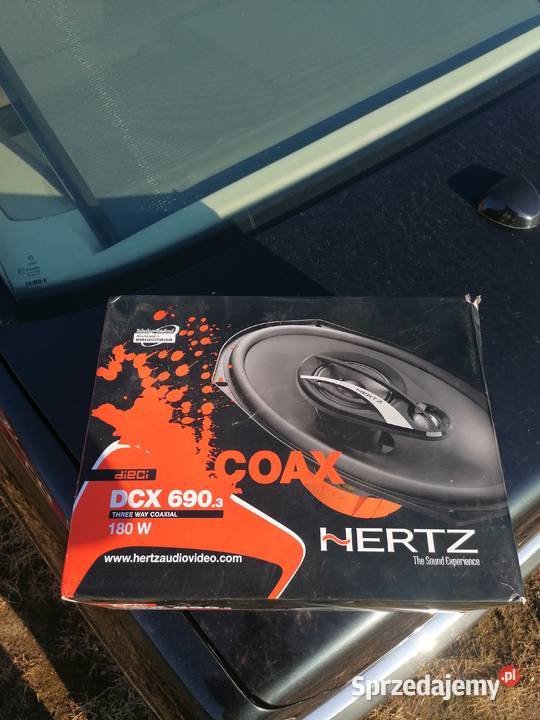 elettromedia
HERTZ
COAX
dieci
DCX 690.3
THREE WAY COAXIAL
180 W
HERTZ
The Sound Experience
www.hertzaudiovideo.com
Sprzedajemy.pl